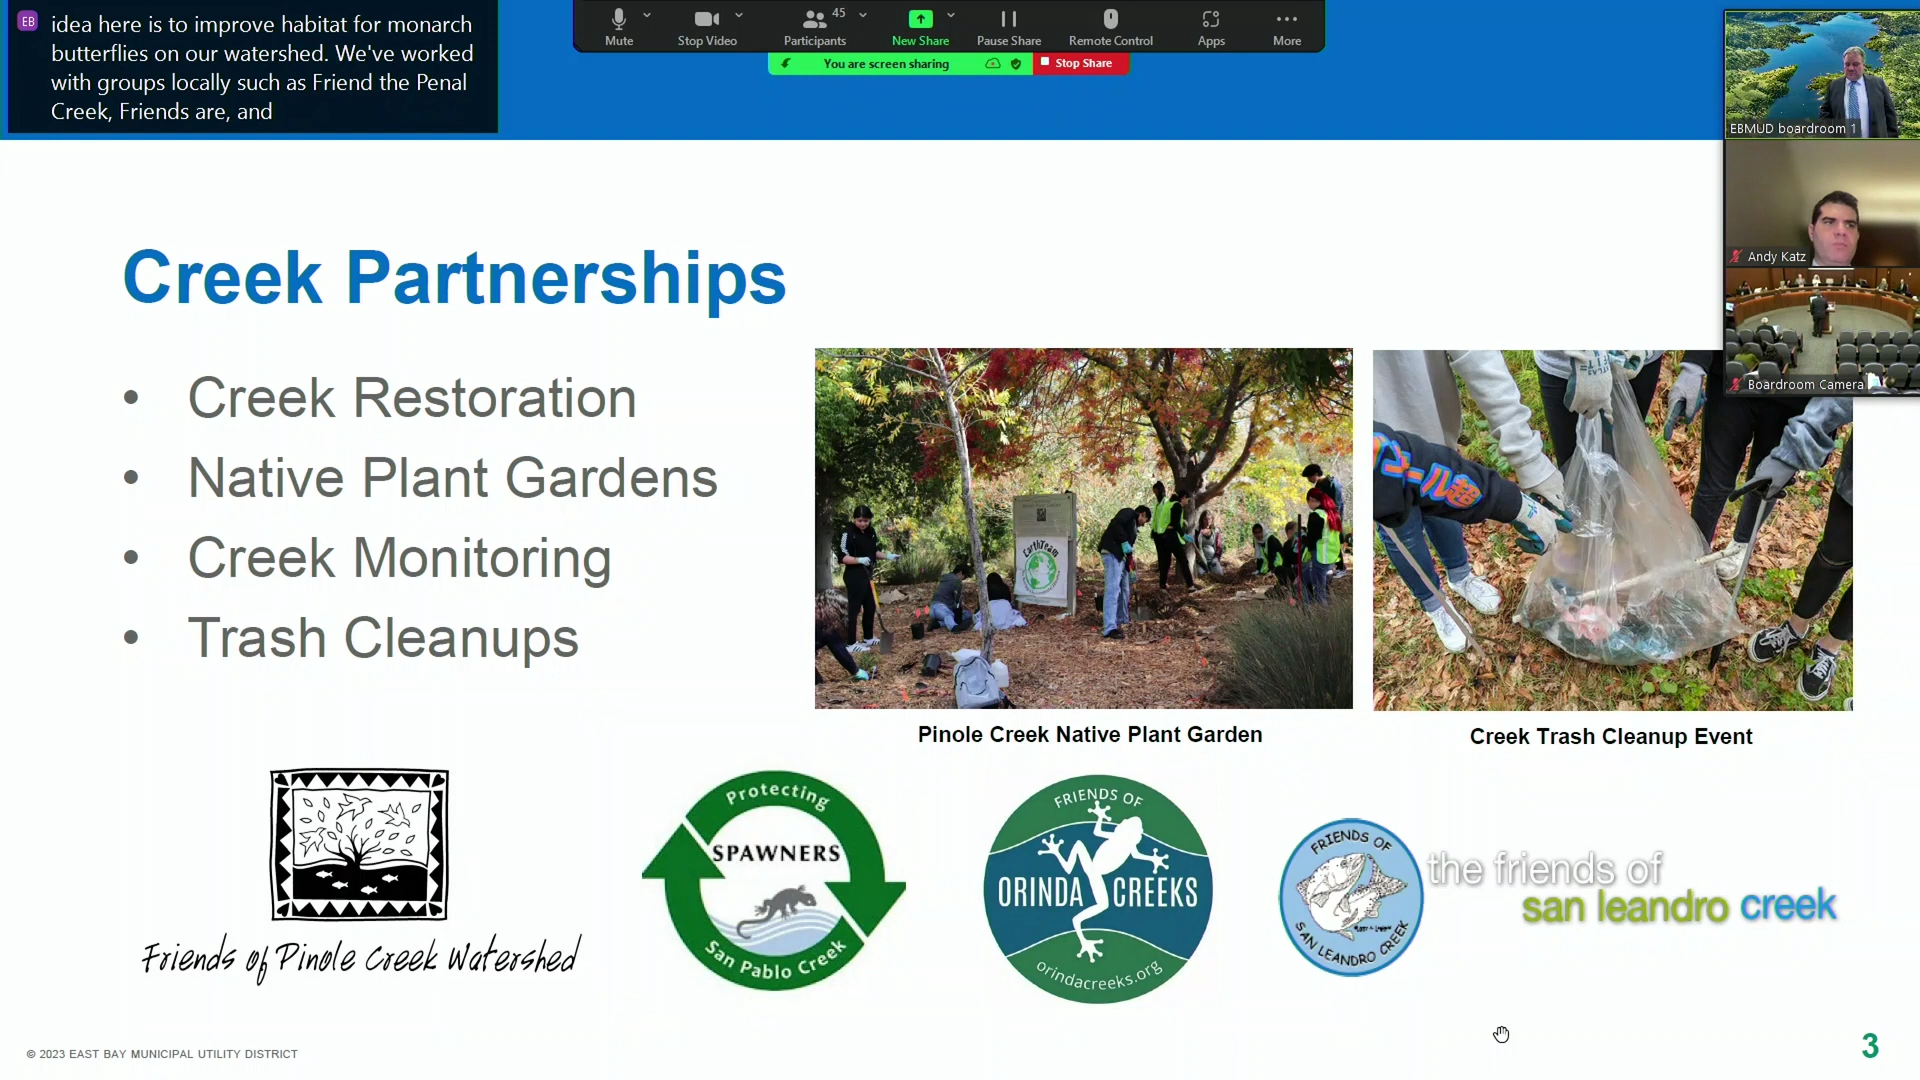 EB
idea here is to improve habitat for monarch
butterflies on our watershed. We've worked
with groups locally such as Friend the Penal
Creek, Friends are, and
Mute
Stop Video
45
Participants
New Share
Pause Share
Remote Control
Apps
More
You are screen sharing
Stop Share
EBMUD boardroom 1
Andy Katz
Boardroom Camera
Creek Partnerships
• Creek Restoration
• Native Plant Gardens
• Creek Monitoring
• Trash Cleanups
EarthTeam
Pinole Creek Native Plant Garden
Creek Trash Cleanup Event
Friends of Pinole Creek Watershed
Protecting
SPAWNERS
San Pablo Creek
FRIENDS OF
ORINDA CREEKS
orindacreeks.org
FRIENDS OF
SAN LEANDRO CREEK
the friends of
san leandro creek
© 2023 EAST BAY MUNICIPAL UTILITY DISTRICT
3